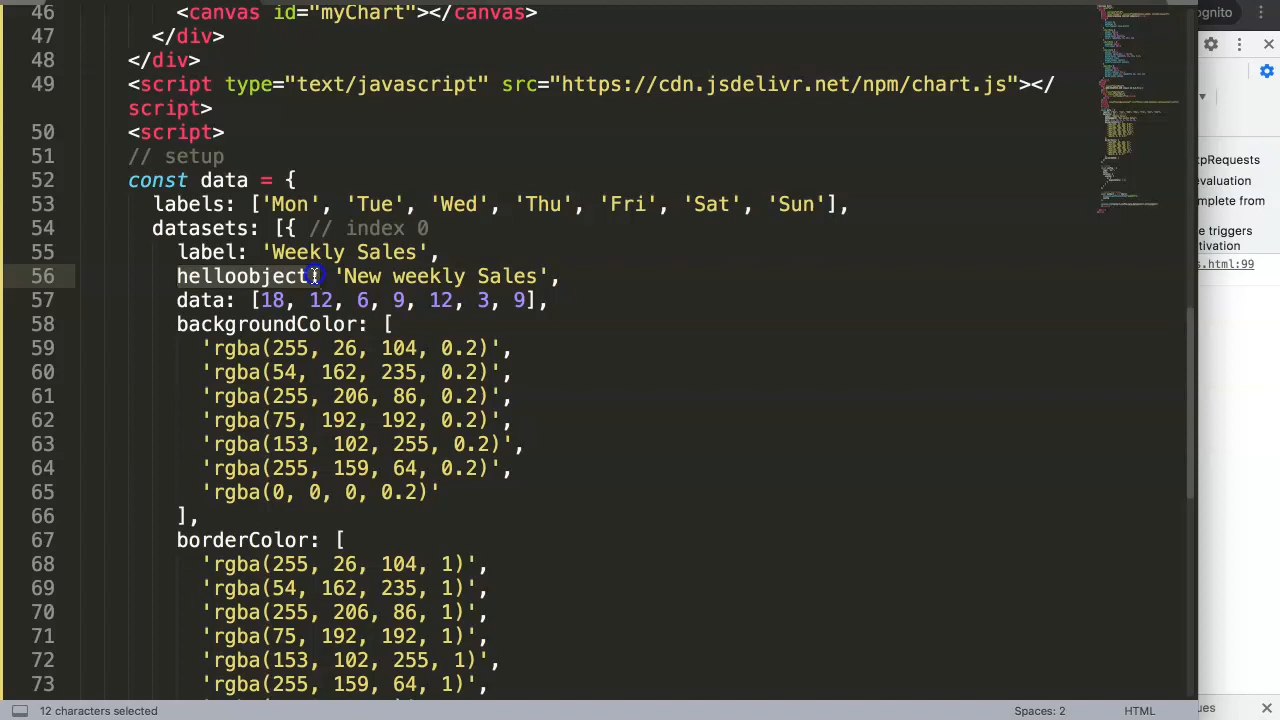 46 <canvas id="myChart"></canvas>
47 </div>
48 </div>
49 <script type="text/javascript" src="https://cdn.jsdelivr.net/npm/chart.js"></
script>
50 <script>
51 // setup
52 const data = {
53 labels: ['Mon', 'Tue', 'Wed', 'Thu', 'Fri', 'Sat', 'Sun'],
54 datasets: [{ // index 0
55 label: 'Weekly Sales',
56 helloobject: 'New weekly Sales',
57 data: [18, 12, 6, 9, 12, 3, 9],
58 backgroundColor: [
59 'rgba(255, 26, 104, 0.2)',
60 'rgba(54, 162, 235, 0.2)',
61 'rgba(255, 206, 86, 0.2)',
62 'rgba(75, 192, 192, 0.2)',
63 'rgba(153, 102, 255, 0.2)',
64 'rgba(255, 159, 64, 0.2)',
65 'rgba(0, 0, 0, 0.2)'
66 ],
67 borderColor: [
68 'rgba(255, 26, 104, 1)',
69 'rgba(54, 162, 235, 1)',
70 'rgba(255, 206, 86, 1)',
71 'rgba(75, 192, 192, 1)',
72 'rgba(153, 102, 255, 1)',
73 'rgba(255, 159, 64, 1)',
12 characters selected
Spaces: 2
HTML
ognito
pRequests
evaluation
mplete from
e triggers
tivation
s.html:99
ues